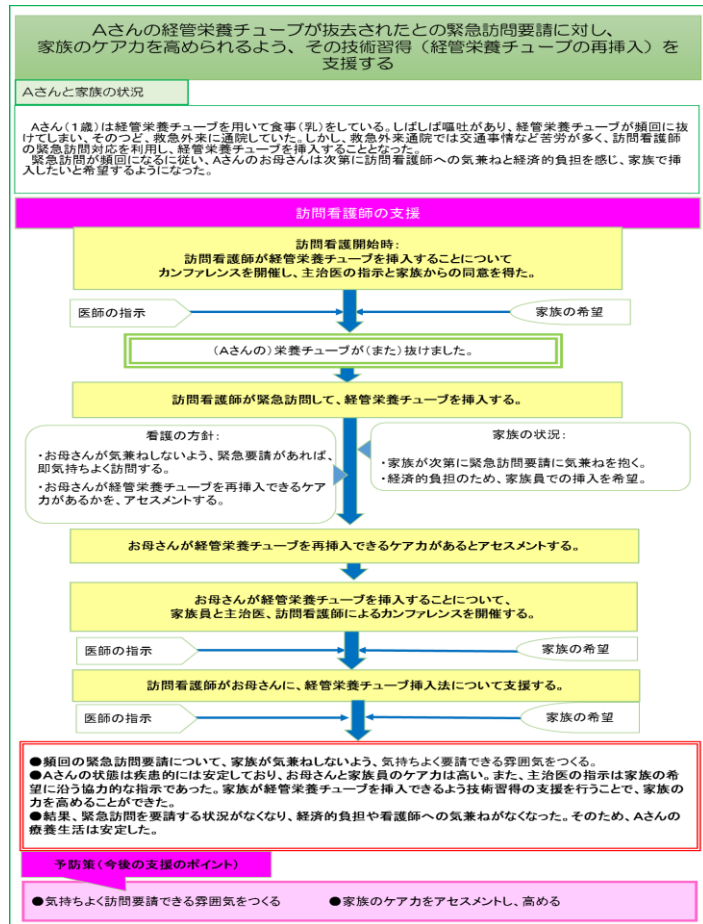 Aさんの経管栄養チューブが抜去されたとの緊急訪問要請に対し、
家族のケア力を高められるよう、その技術習得（経管栄養チューブの再挿入）を
支援する
Aさんと家族の状況
Aさん（１歳）は経管栄養チューブを用いて食事（乳）をしている。しばしば嘔吐があり、経管栄養チューブが頻回に抜
けてしまい、そのつど、救急外来に通院していた。しかし、救急外来通院では交通事情など苦労が多く、訪問看護師
の緊急訪問対応を利用し、経管栄養チューブを挿入することとなった。
緊急訪問が頻回になるに従い、Aさんのお母さんは次第に訪問看護師への気兼ねと経済的負担を感じ、家族で挿
入したいと希望するようになった。
訪問看護師の支援
訪問看護開始時：
訪問看護師が経管栄養チューブを挿入することについて
カンファレンスを開催し、主治医の指示と家族からの同意を得た。
医師の指示
家族の希望
（Aさんの）栄養チューブが（また）抜けました。
訪問看護師が緊急訪問して、経管栄養チューブを挿入する。
看護の方針：
・お母さんが気兼ねしないよう、緊急要請があれば、
即気持ちよく訪問する。
・お母さんが経管栄養チューブを再挿入できるケア
力があるかを、アセスメントする。
家族の状況：
・家族が次第に緊急訪問要請に気兼ねを抱く。
・経済的負担のため、家族員での挿入を希望。
お母さんが経管栄養チューブを再挿入できるケア力があるとアセスメントする。
お母さんが経管栄養チューブを挿入することについて、
家族員と主治医、訪問看護師によるカンファレンスを開催する。
医師の指示
家族の希望
訪問看護師がお母さんに、経管栄養チューブ挿入法について支援する。
医師の指示
家族の希望
●頻回の緊急訪問要請について、家族が気兼ねしないよう、気持ちよく要請できる雰囲気をつくる。
●Aさんの状態は疾患的には安定しており、お母さんと家族員のケア力は高い。また、主治医の指示は家族の希
望に沿う協力的な指示であった。家族が経管栄養チューブを挿入できるよう技術習得の支援を行うことで、家族の
力を高めることができた。
●結果、緊急訪問を要請する状況がなくなり、経済的負担や看護師への気兼ねがなくなった。そのため、Aさんの
療養生活は安定した。
予防策（今後の支援のポイント）
●気持ちよく訪問要請できる雰囲気をつくる　●家族のケア力をアセスメントし、高める